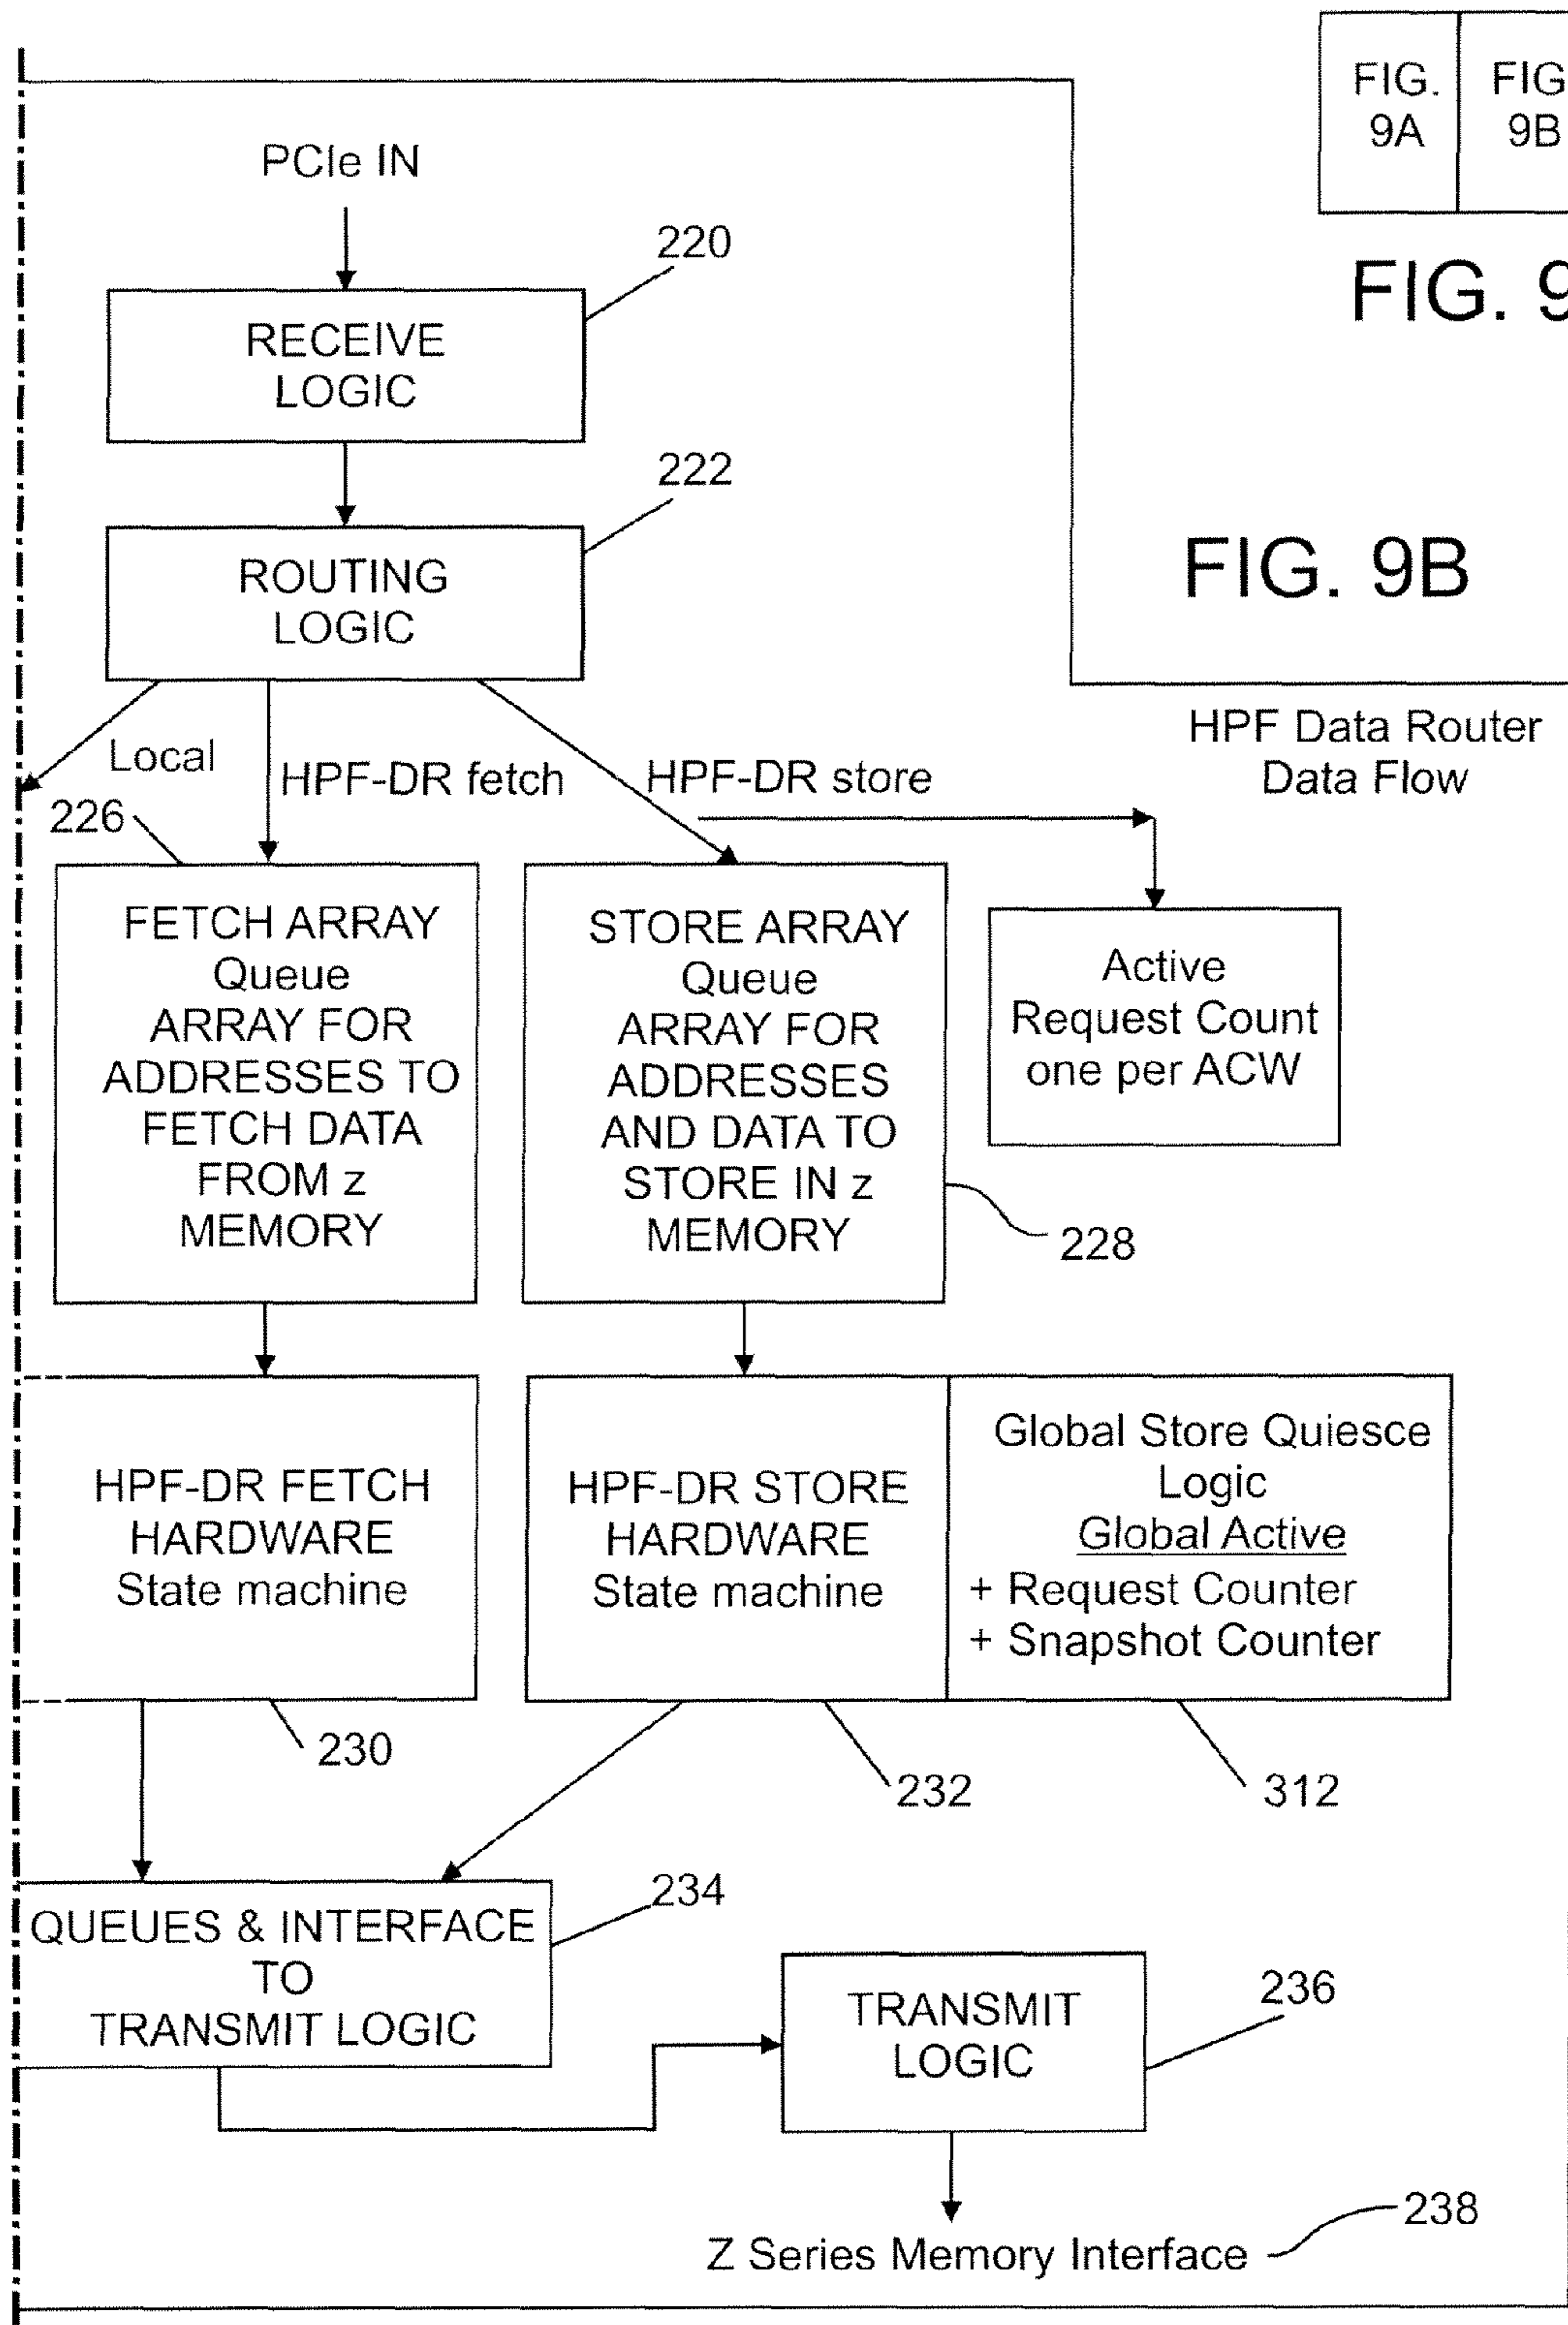 FIG.
9A
FIG
9B
FIG. 9
PCIe IN
220
RECEIVE
LOGIC
222
ROUTING
LOGIC
FIG. 9B
HPF Data Router
Data Flow
Local
HPF-DR fetch
HPF-DR store
226
FETCH ARRAY
Queue
ARRAY FOR
ADDRESSES TO
FETCH DATA
FROM z
MEMORY
STORE ARRAY
Queue
ARRAY FOR
ADDRESSES
AND DATA TO
STORE IN z
MEMORY
228
Active
Request Count
one per ACW
HPF-DR FETCH
HARDWARE
State machine
HPF-DR STORE
HARDWARE
State machine
Global Store Quiesce
Logic
Global Active
+ Request Counter
+ Snapshot Counter
230
232
312
QUEUES & INTERFACE
TO
TRANSMIT LOGIC
234
TRANSMIT
LOGIC
236
Z Series Memory Interface
238